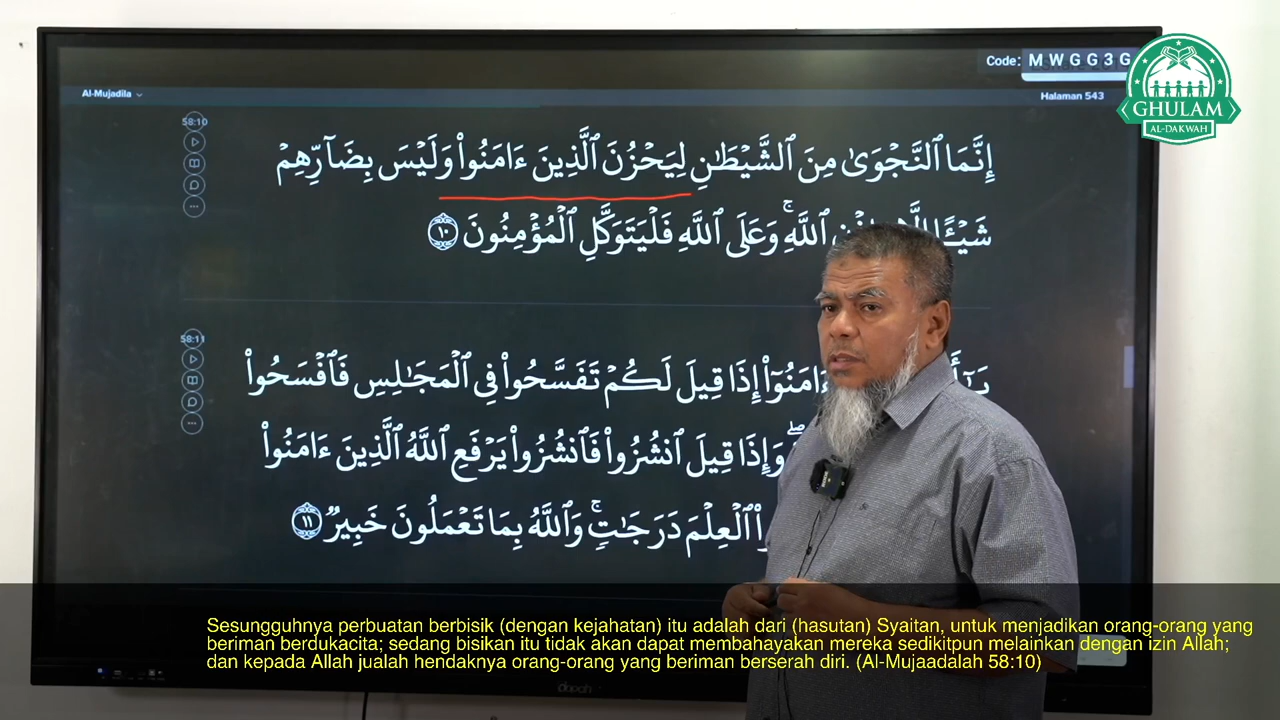 Code: MWGG3G
Al-Mujadila
Halaman 543
GHULAM
AL-DAKWAH
58:10
إِنَّمَا ٱلنَّجْوَىٰ مِنَ ٱلشَّيْطَٰنِ لِيَحْزُنَ ٱلَّذِينَ ءَامَنُوا۟ وَلَيْسَ بِضَآرِّهِمْ
شَيْـًٔا ٱللَّهِ ۚ وَعَلَى ٱللَّهِ فَلْيَتَوَكَّلِ ٱلْمُؤْمِنُونَ ١٠
58:11
ءَامَنُوٓا۟ إِذَا قِيلَ لَكُمْ تَفَسَّحُوا۟ فِى ٱلْمَجَٰلِسِ فَٱفْسَحُوا۟
وَإِذَا قِيلَ ٱنشُزُوا۟ فَٱنشُزُوا۟ يَرْفَعِ ٱللَّهُ ٱلَّذِينَ ءَامَنُوا۟
ٱلْعِلْمَ دَرَجَٰتٍ ۚ وَٱللَّهُ بِمَا تَعْمَلُونَ خَبِيرٌ ١١
Sesungguhnya perbuatan berbisik (dengan kejahatan) itu adalah dari (hasutan) Syaitan, untuk menjadikan orang-orang yang
beriman berdukacita; sedang bisikan itu tidak akan dapat membahayakan mereka sedikitpun melainkan dengan izin Allah;
dan kepada Allah jualah hendaknya orang-orang yang beriman berserah diri. (Al-Mujaadalah 58:10)